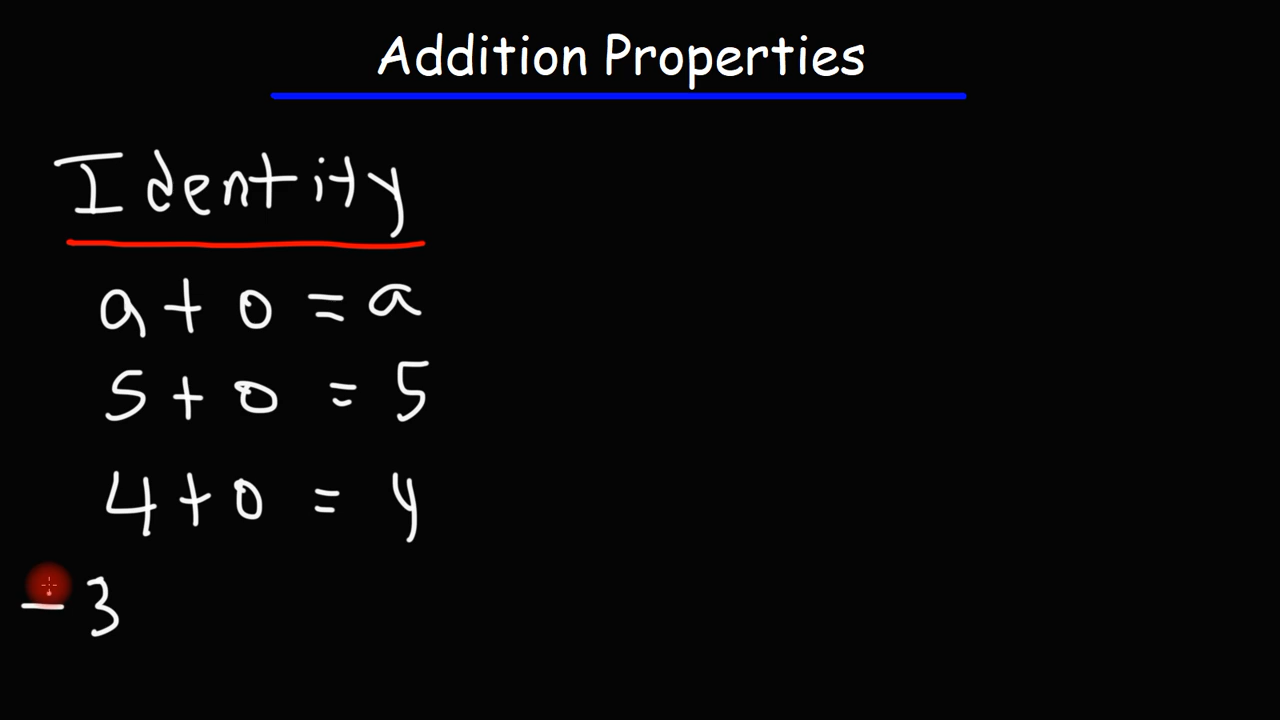 Addition Properties
Identity
a + 0 = a
5 + 0 = 5
4 + 0 = 4
- 3